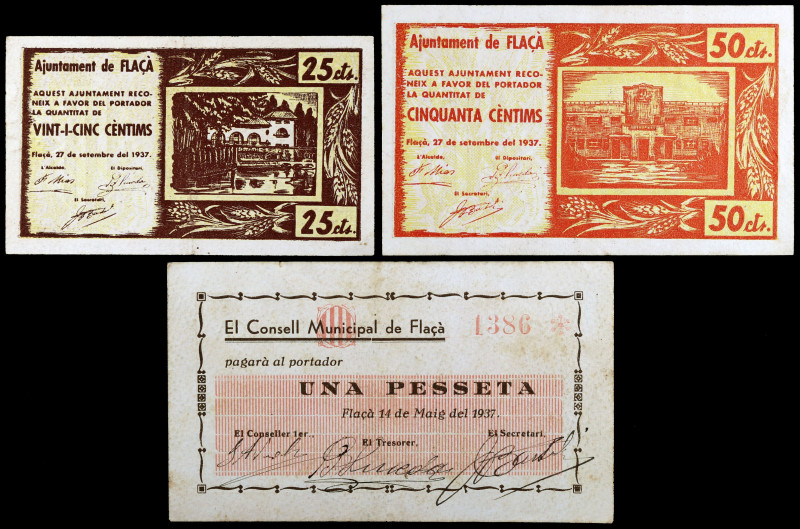 Ajuntament de FLAÇÀ
AQUEST AJUNTAMENT RECO-
NEIX A FAVOR DEL PORTADOR
LA QUANTITAT DE
VINT-I-CINC CÈNTIMS
Flaçà, 27 de setembre del 1937.
L'Alcalde,
El Dipositari,
El Secretari,
25 cts.
25 cts.
Ajuntament de FLAÇÀ
AQUEST AJUNTAMENT RECO-
NEIX A FAVOR DEL PORTADOR
LA QUANTITAT DE
CINQUANTA CÈNTIMS
Flaçà, 27 de setembre del 1937.
L'Alcalde,
El Dipositari,
El Secretari,
50 cts.
50 cts.
El Consell Municipal de Flaçà
1386
pagarà al portador
UNA PESSETA
Flaçà 14 de Maig del 1937.
El Conseller 1er.,
El Tresorer,
El Secretari,